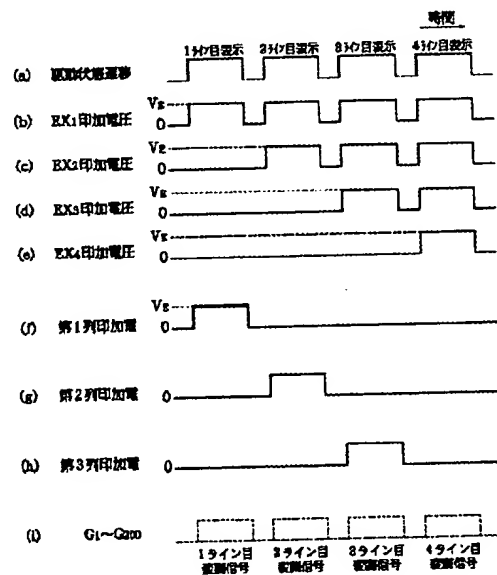 時間
1ﾗｲﾝ目表示 2ﾗｲﾝ目表示 3ﾗｲﾝ目表示 4ﾗｲﾝ目表示
(a) 駆動状態遷移
(b) EX1印加電圧 VE 0
(c) EX2印加電圧 VE 0
(d) EX3印加電圧 VE 0
(e) EX4印加電圧 VE 0
(f) 第1列印加電 VE 0
(g) 第2列印加電 0
(h) 第3列印加電 0
(i) G1～G200
1ライン目 2ライン目 3ライン目 4ライン目
変調信号 変調信号 変調信号 変調信号